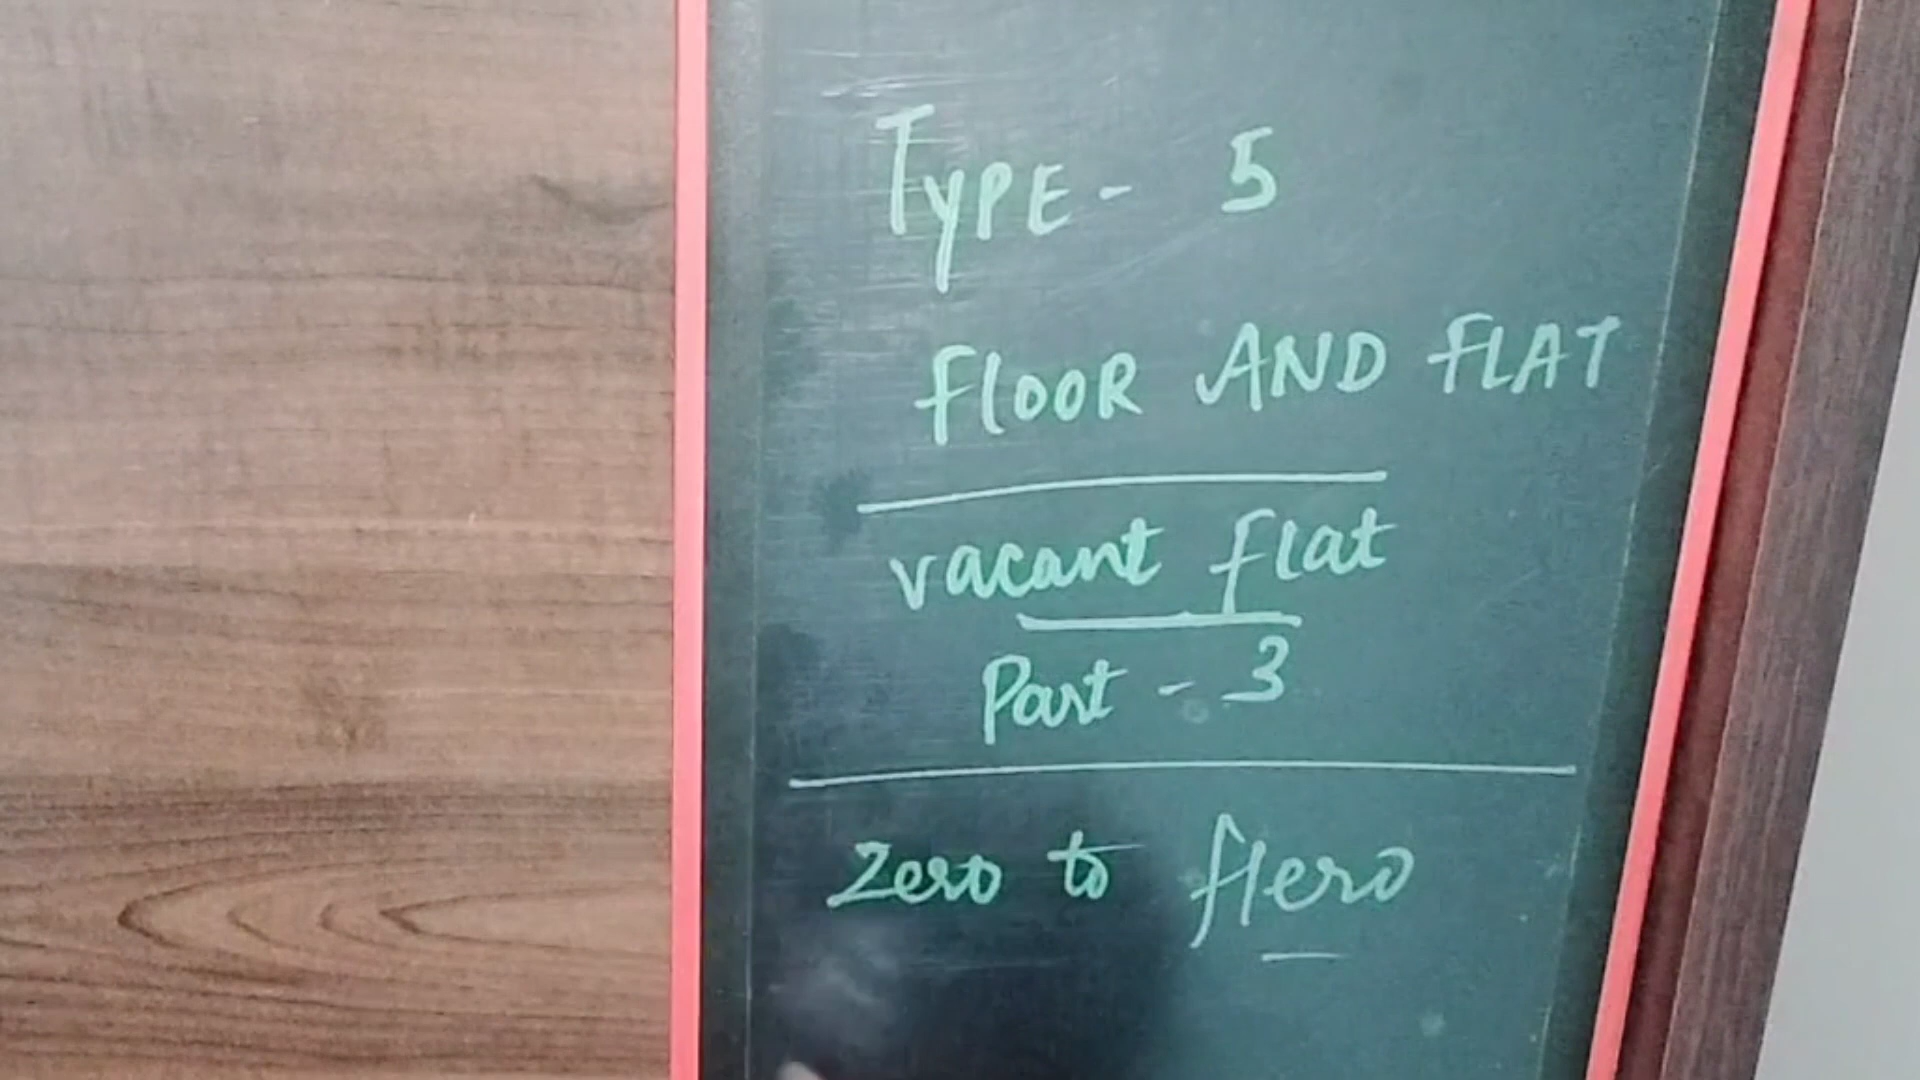 TYPE - 5
FLOOR AND FLAT
vacant flat
Part - 3
Zero to Hero